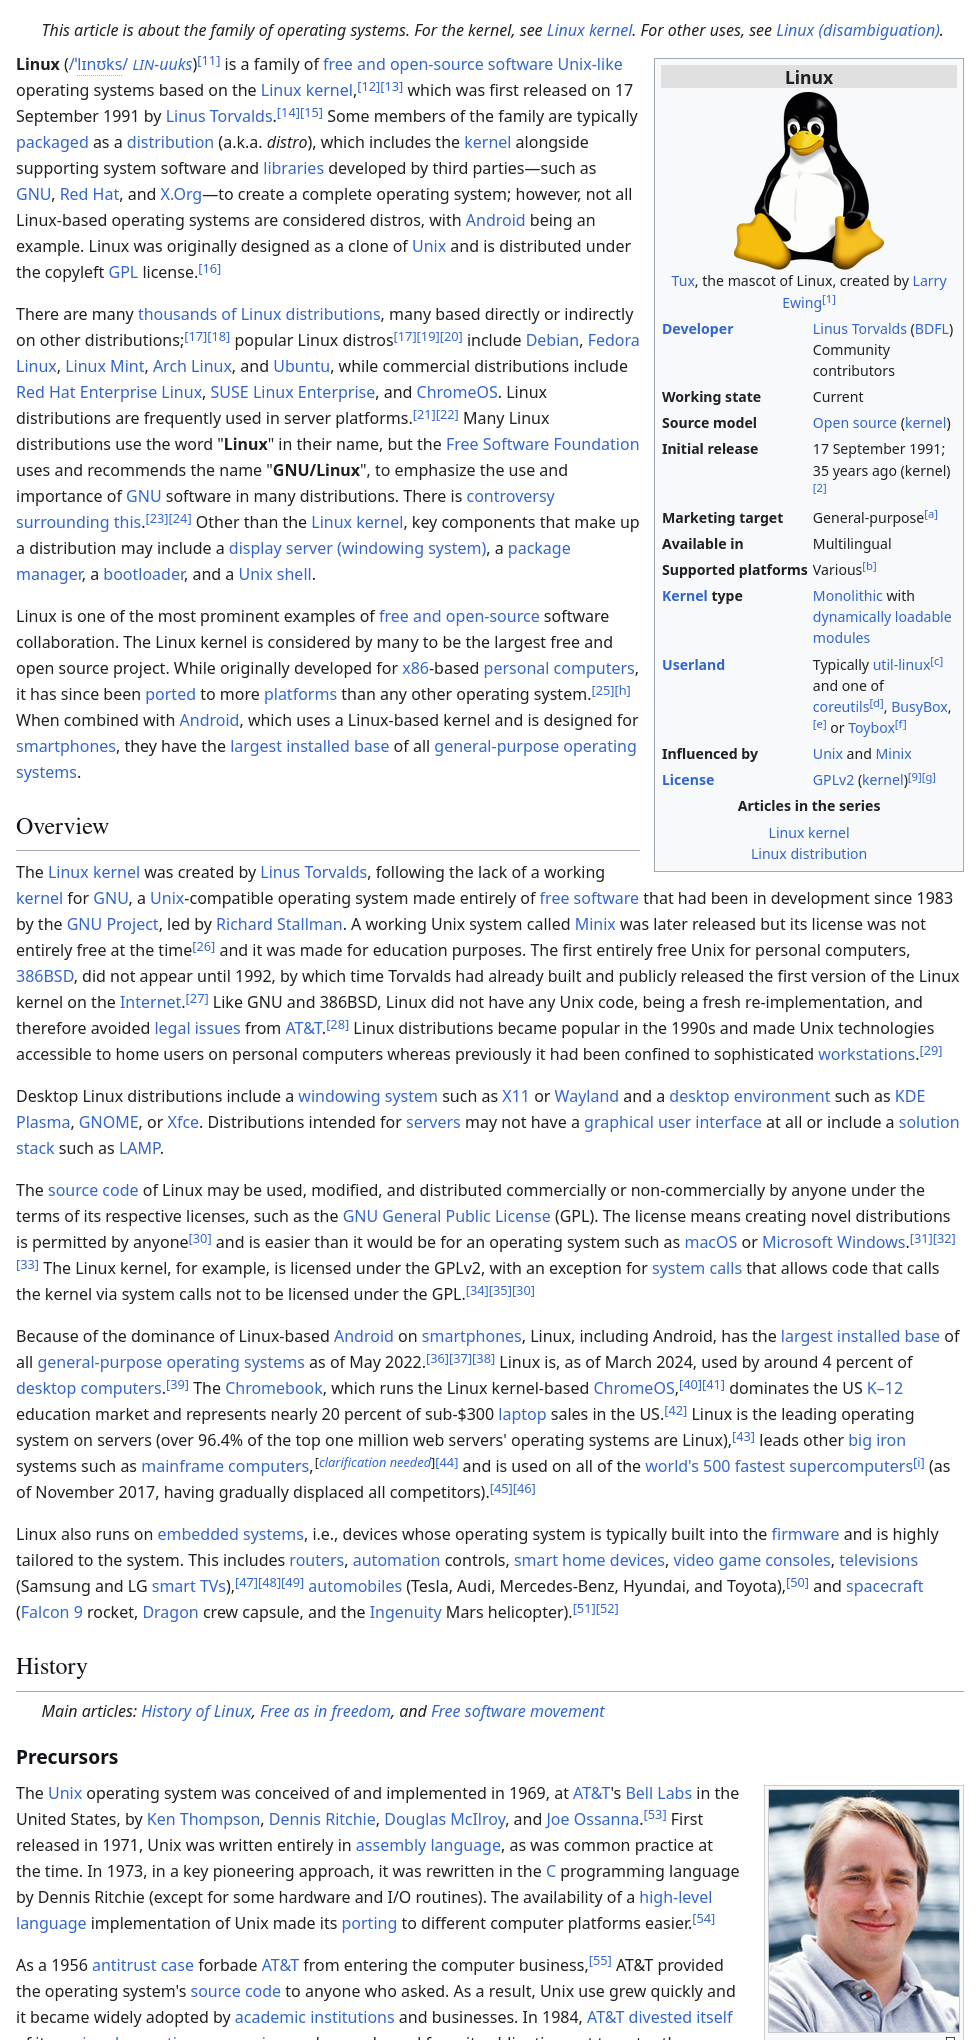 This article is about the family of operating systems. For the kernel, see Linux kernel. For other uses, see Linux (disambiguation).
Linux (/ˈlɪnʊks/ LIN-uuks)[11] is a family of free and open-source software Unix-like
operating systems based on the Linux kernel,[12][13] which was first released on 17
September 1991 by Linus Torvalds.[14][15] Some members of the family are typically
packaged as a distribution (a.k.a. distro), which includes the kernel alongside
supporting system software and libraries developed by third parties—such as
GNU, Red Hat, and X.Org—to create a complete operating system; however, not all
Linux-based operating systems are considered distros, with Android being an
example. Linux was originally designed as a clone of Unix and is distributed under
the copyleft GPL license.[16]
There are many thousands of Linux distributions, many based directly or indirectly
on other distributions;[17][18] popular Linux distros[17][19][20] include Debian, Fedora
Linux, Linux Mint, Arch Linux, and Ubuntu, while commercial distributions include
Red Hat Enterprise Linux, SUSE Linux Enterprise, and ChromeOS. Linux
distributions are frequently used in server platforms.[21][22] Many Linux
distributions use the word "Linux" in their name, but the Free Software Foundation
uses and recommends the name "GNU/Linux", to emphasize the use and
importance of GNU software in many distributions. There is controversy
surrounding this.[23][24] Other than the Linux kernel, key components that make up
a distribution may include a display server (windowing system), a package
manager, a bootloader, and a Unix shell.
Linux is one of the most prominent examples of free and open-source software
collaboration. The Linux kernel is considered by many to be the largest free and
open source project. While originally developed for x86-based personal computers,
it has since been ported to more platforms than any other operating system.[25][h]
When combined with Android, which uses a Linux-based kernel and is designed for
smartphones, they have the largest installed base of all general-purpose operating
systems.
Linux
Tux, the mascot of Linux, created by Larry
Ewing[1]
Developer Linus Torvalds (BDFL)
Community
contributors
Working state Current
Source model Open source (kernel)
Initial release 17 September 1991;
35 years ago (kernel)
[2]
Marketing target General-purpose[a]
Available in Multilingual
Supported platforms Various[b]
Kernel type Monolithic with
dynamically loadable
modules
Userland Typically util-linux[c]
and one of
coreutils[d], BusyBox,
[e] or Toybox[f]
Influenced by Unix and Minix
License GPLv2 (kernel)[9][g]
Articles in the series
Linux kernel
Linux distribution
Overview
The Linux kernel was created by Linus Torvalds, following the lack of a working
kernel for GNU, a Unix-compatible operating system made entirely of free software that had been in development since 1983
by the GNU Project, led by Richard Stallman. A working Unix system called Minix was later released but its license was not
entirely free at the time[26] and it was made for education purposes. The first entirely free Unix for personal computers,
386BSD, did not appear until 1992, by which time Torvalds had already built and publicly released the first version of the Linux
kernel on the Internet.[27] Like GNU and 386BSD, Linux did not have any Unix code, being a fresh re-implementation, and
therefore avoided legal issues from AT&T.[28] Linux distributions became popular in the 1990s and made Unix technologies
accessible to home users on personal computers whereas previously it had been confined to sophisticated workstations.[29]
Desktop Linux distributions include a windowing system such as X11 or Wayland and a desktop environment such as KDE
Plasma, GNOME, or Xfce. Distributions intended for servers may not have a graphical user interface at all or include a solution
stack such as LAMP.
The source code of Linux may be used, modified, and distributed commercially or non-commercially by anyone under the
terms of its respective licenses, such as the GNU General Public License (GPL). The license means creating novel distributions
is permitted by anyone[30] and is easier than it would be for an operating system such as macOS or Microsoft Windows.[31][32]
[33] The Linux kernel, for example, is licensed under the GPLv2, with an exception for system calls that allows code that calls
the kernel via system calls not to be licensed under the GPL.[34][35][30]
Because of the dominance of Linux-based Android on smartphones, Linux, including Android, has the largest installed base of
all general-purpose operating systems as of May 2022.[36][37][38] Linux is, as of March 2024, used by around 4 percent of
desktop computers.[39] The Chromebook, which runs the Linux kernel-based ChromeOS,[40][41] dominates the US K–12
education market and represents nearly 20 percent of sub-$300 laptop sales in the US.[42] Linux is the leading operating
system on servers (over 96.4% of the top one million web servers' operating systems are Linux),[43] leads other big iron
systems such as mainframe computers,[clarification needed][44] and is used on all of the world's 500 fastest supercomputers[i] (as
of November 2017, having gradually displaced all competitors).[45][46]
Linux also runs on embedded systems, i.e., devices whose operating system is typically built into the firmware and is highly
tailored to the system. This includes routers, automation controls, smart home devices, video game consoles, televisions
(Samsung and LG smart TVs),[47][48][49] automobiles (Tesla, Audi, Mercedes-Benz, Hyundai, and Toyota),[50] and spacecraft
(Falcon 9 rocket, Dragon crew capsule, and the Ingenuity Mars helicopter).[51][52]
History
Main articles: History of Linux, Free as in freedom, and Free software movement
Precursors
The Unix operating system was conceived of and implemented in 1969, at AT&T's Bell Labs in the
United States, by Ken Thompson, Dennis Ritchie, Douglas McIlroy, and Joe Ossanna.[53] First
released in 1971, Unix was written entirely in assembly language, as was common practice at
the time. In 1973, in a key pioneering approach, it was rewritten in the C programming language
by Dennis Ritchie (except for some hardware and I/O routines). The availability of a high-level
language implementation of Unix made its porting to different computer platforms easier.[54]
As a 1956 antitrust case forbade AT&T from entering the computer business,[55] AT&T provided
the operating system's source code to anyone who asked. As a result, Unix use grew quickly and
it became widely adopted by academic institutions and businesses. In 1984, AT&T divested itself